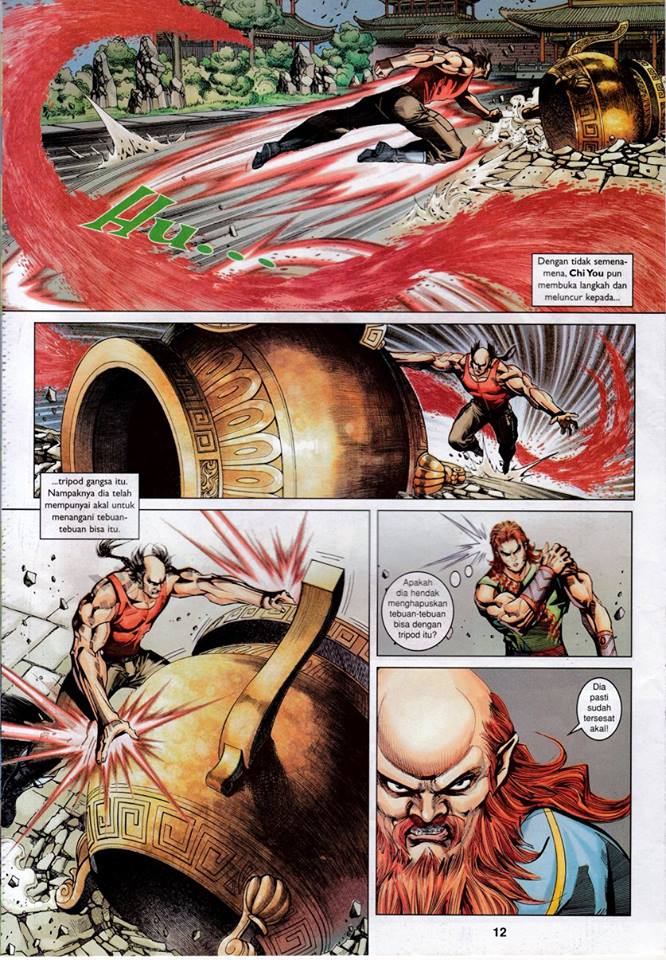 Hu...
Dengan tidak semena-
mena, Chi You pun
membuka langkah dan
meluncur kepada...
...tripod gangsa itu.
Nampaknya dia telah
mempunyai akal untuk
menangani tebuan-
tebuan bisa itu.
Apakah
dia hendak
menghapuskan
tebuan-tebuan
bisa dengan
tripod itu?
Dia
pasti
sudah
tersesat
akal!
12